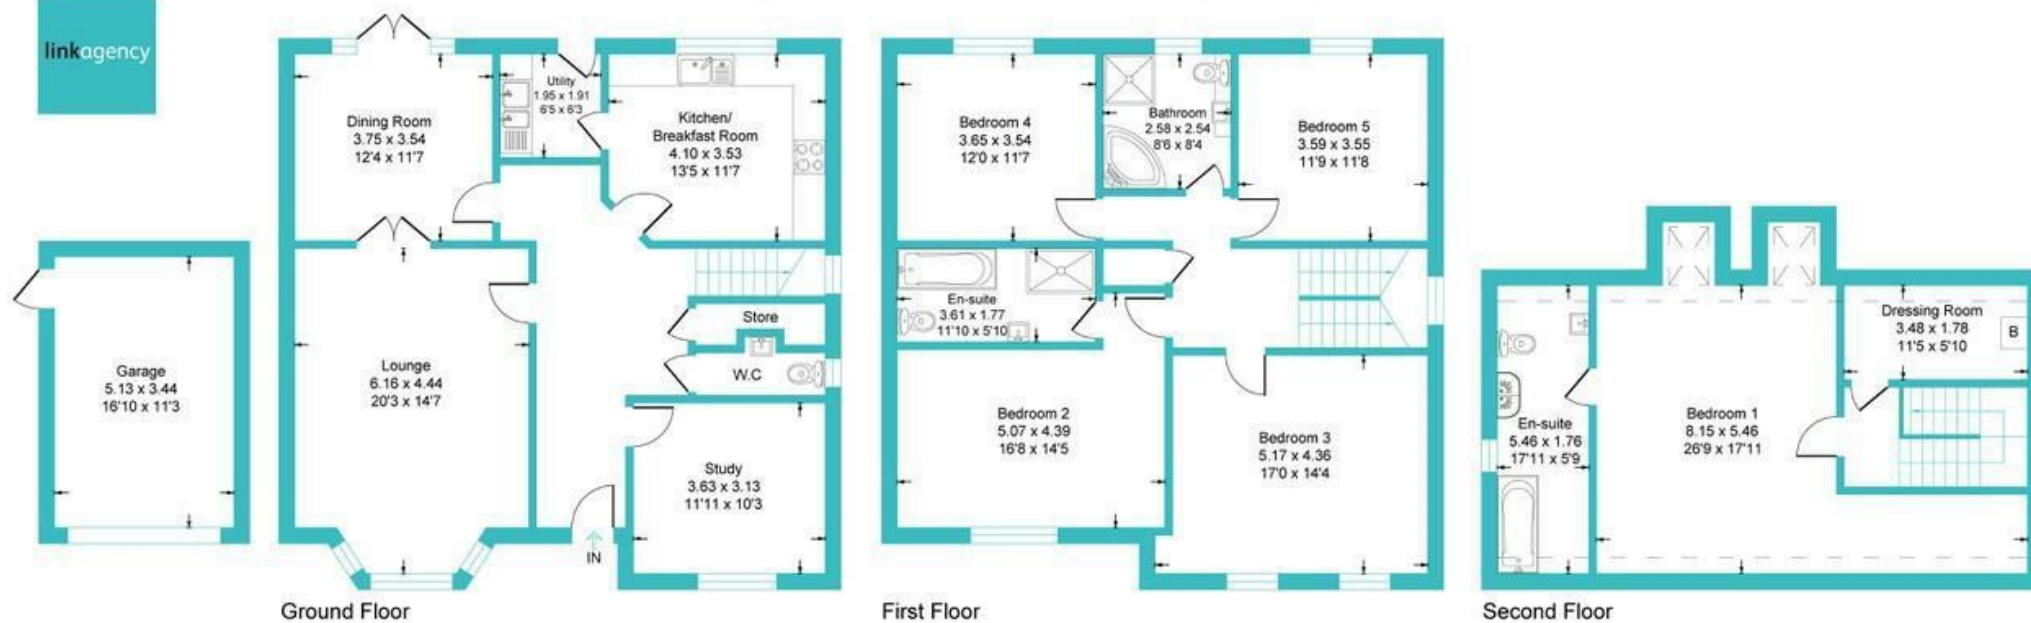 linkagency
Garage
5.13 x 3.44
16'10 x 11'3
Dining Room
3.75 x 3.54
12'4 x 11'7
Utility
1.95 x 1.91
6'5 x 6'3
Kitchen/
Breakfast Room
4.10 x 3.53
13'5 x 11'7
Lounge
6.16 x 4.44
20'3 x 14'7
Store
W.C
Study
3.63 x 3.13
11'11 x 10'3
IN
Ground Floor
Bedroom 4
3.65 x 3.54
12'0 x 11'7
Bathroom
2.58 x 2.54
8'6 x 8'4
Bedroom 5
3.59 x 3.55
11'9 x 11'8
En-suite
3.61 x 1.77
11'10 x 5'10
Bedroom 2
5.07 x 4.39
16'8 x 14'5
Bedroom 3
5.17 x 4.36
17'0 x 14'4
First Floor
Dressing Room
3.48 x 1.78
11'5 x 5'10
B
En-suite
5.46 x 1.76
17'11 x 5'9
Bedroom 1
8.15 x 5.46
26'9 x 17'11
Second Floor